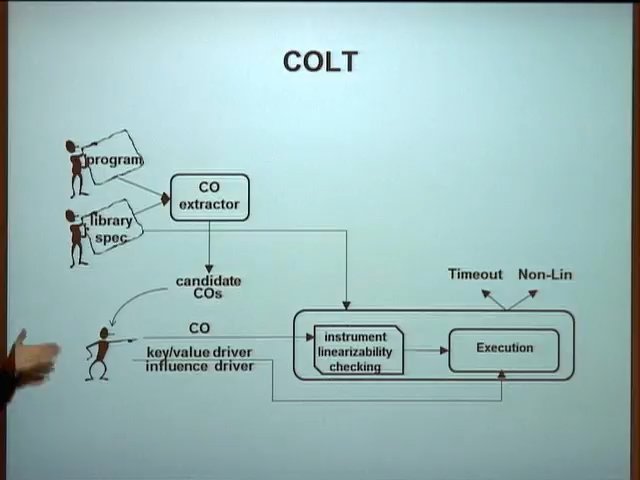 COLT
program
CO
extractor
library
spec
candidate
COs
Timeout Non-Lin
CO
key/value driver
influence driver
instrument
linearizability
checking
Execution